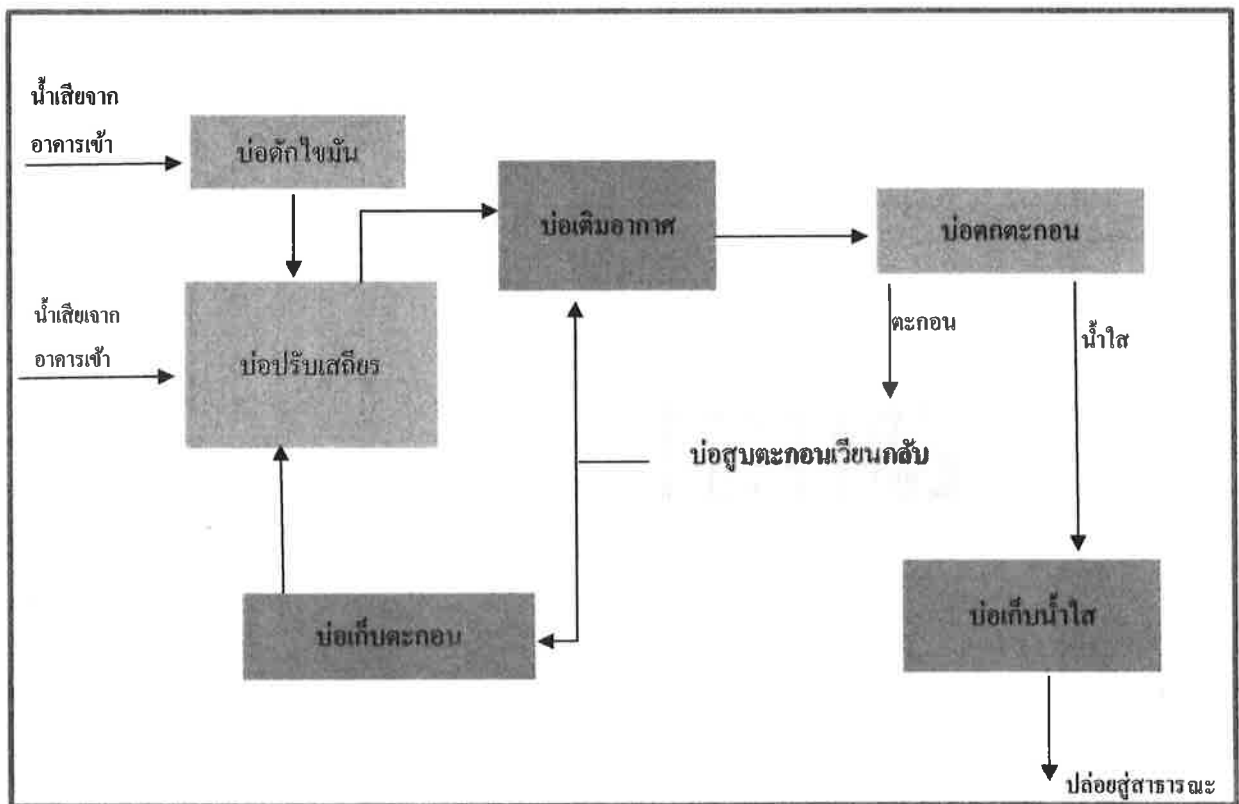 น้ำเสียจาก
อาคารเข้า
บ่อดักไขมัน
บ่อเติมอากาศ
บ่อตกตะกอน
น้ำเสียจาก
อาคารเข้า
บ่อปรับเสถียร
ตะกอน
น้ำใส
บ่อสูบตะกอนเวียนกลับ
บ่อเก็บตะกอน
บ่อเก็บน้ำใส
ปล่อยสู่สาธารณะ